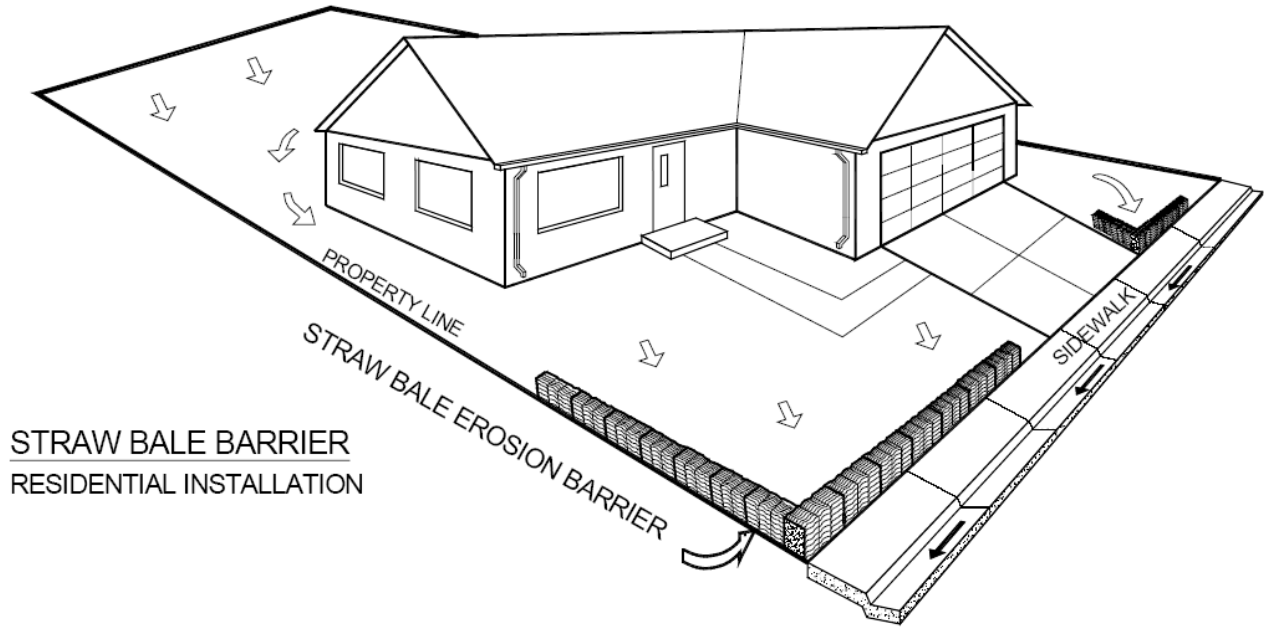 PROPERTY LINE
STRAW BALE EROSION BARRIER
SIDEWALK
STRAW BALE BARRIER
RESIDENTIAL INSTALLATION